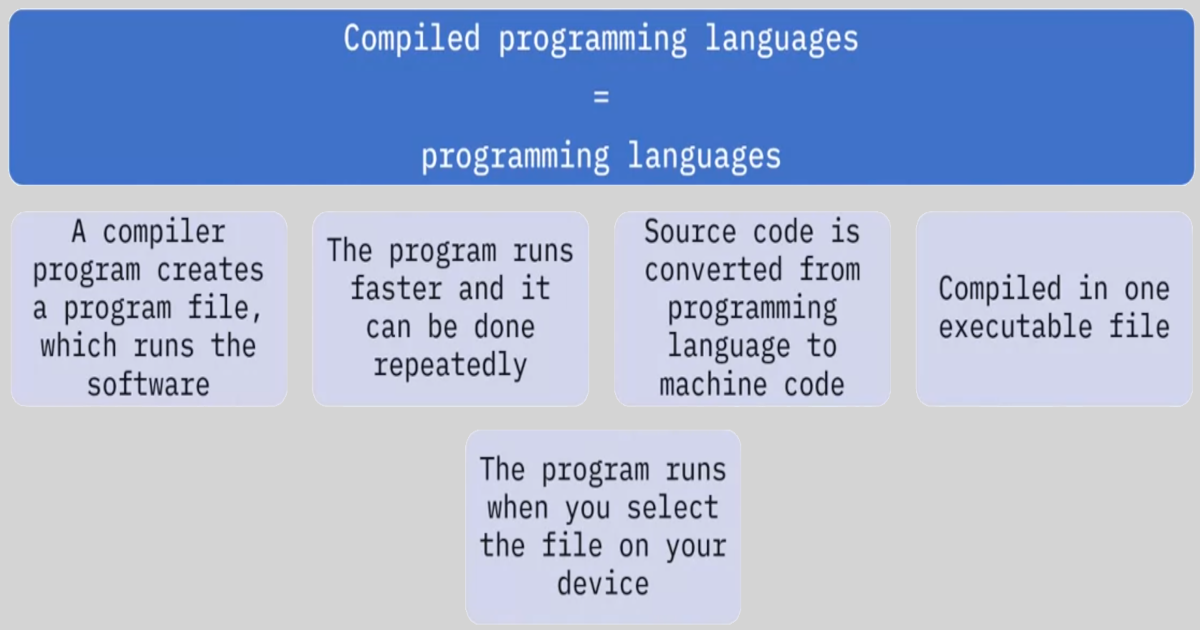 Compiled programming languages
=
programming languages
A compiler
program creates
a program file,
which runs the
software
The program runs
faster and it
can be done
repeatedly
Source code is
converted from
programming
language to
machine code
Compiled in one
executable file
The program runs
when you select
the file on your
device